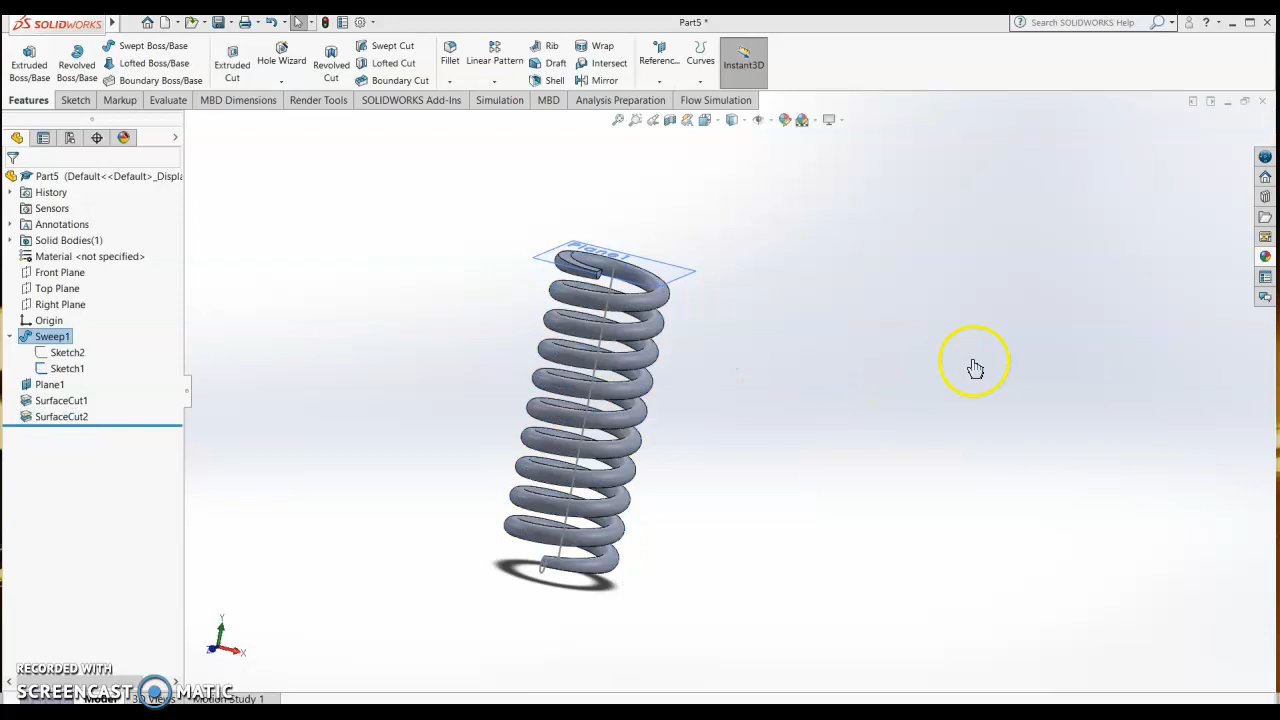 SOLIDWORKS
Part5 *
Search SOLIDWORKS Help
Extruded Boss/Base
Revolved Boss/Base
Swept Boss/Base
Lofted Boss/Base
Boundary Boss/Base
Extruded Cut
Hole Wizard
Revolved Cut
Swept Cut
Lofted Cut
Boundary Cut
Fillet
Linear Pattern
Rib
Draft
Shell
Wrap
Intersect
Mirror
Referenc...
Curves
Instant3D
Features
Sketch
Markup
Evaluate
MBD Dimensions
Render Tools
SOLIDWORKS Add-Ins
Simulation
MBD
Analysis Preparation
Flow Simulation
Part5 (Default<<Default>_Displa
History
Sensors
Annotations
Solid Bodies(1)
Material <not specified>
Front Plane
Top Plane
Right Plane
Origin
Sweep1
Sketch2
Sketch1
Plane1
SurfaceCut1
SurfaceCut2
Plane1
Y
X
Z
RECORDED WITH
SCREENCAST MATIC
Model
3D Views
Motion Study 1